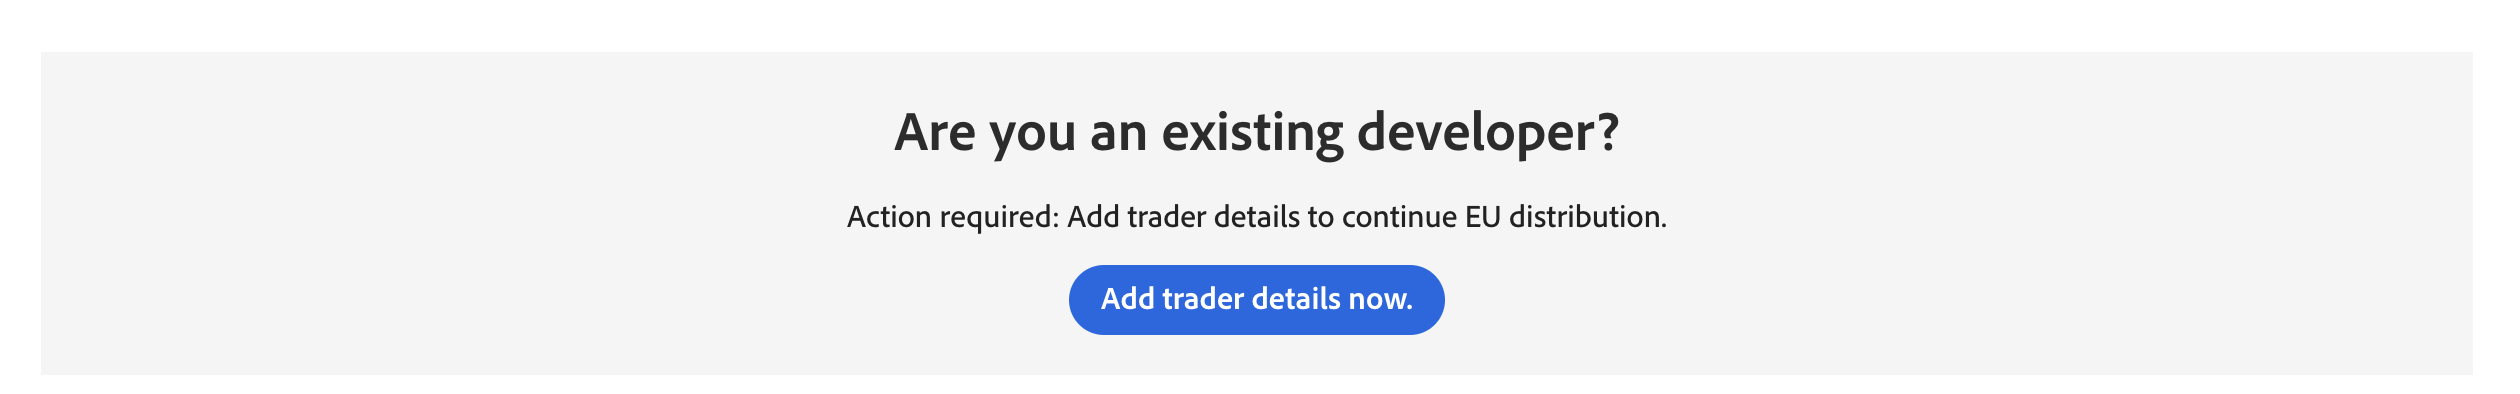 Are you an existing developer?
Action required: Add trader details to continue EU distribution.
Add trader details now.